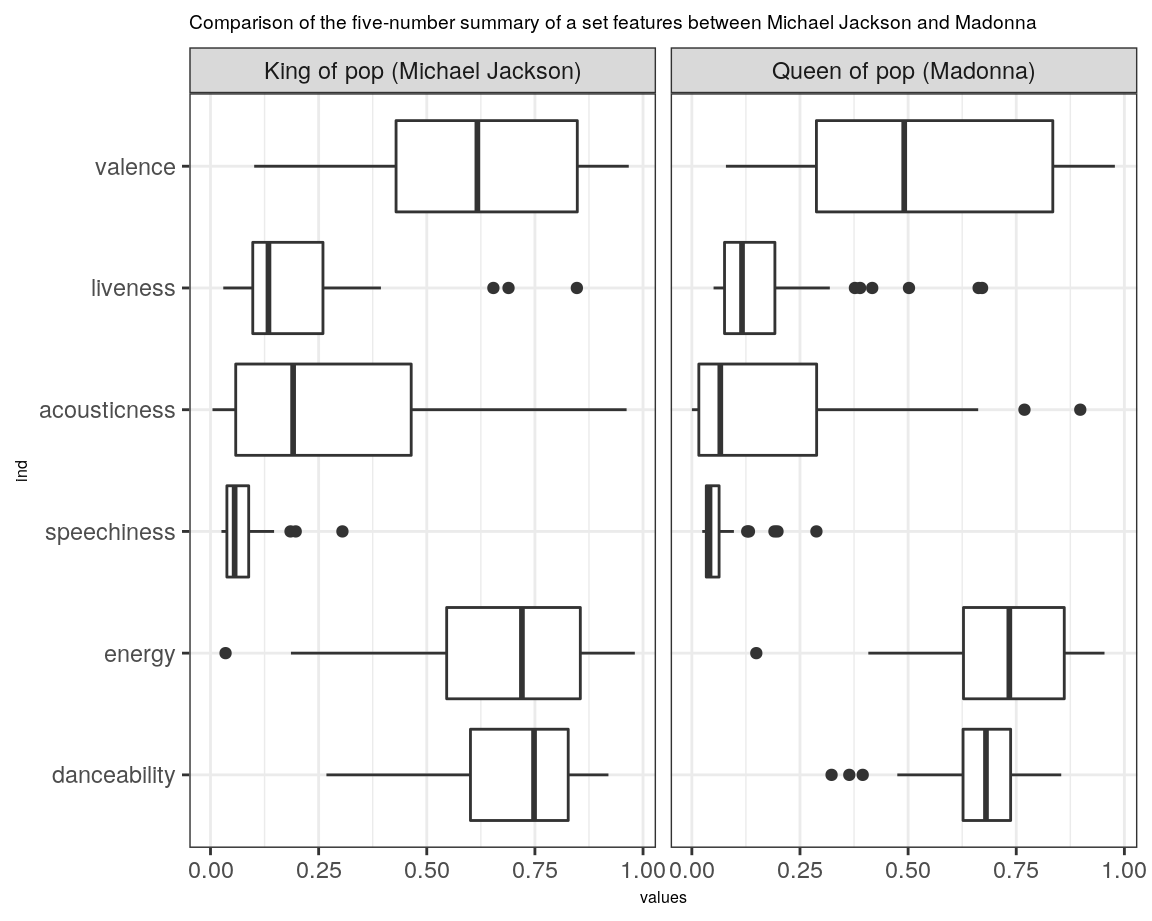 Comparison of the five-number summary of a set features between Michael Jackson and Madonna
King of pop (Michael Jackson)
Queen of pop (Madonna)
valence
liveness
acousticness
speechiness
energy
danceability
ind
0.00 0.25 0.50 0.75 1.00
0.00 0.25 0.50 0.75 1.00
values